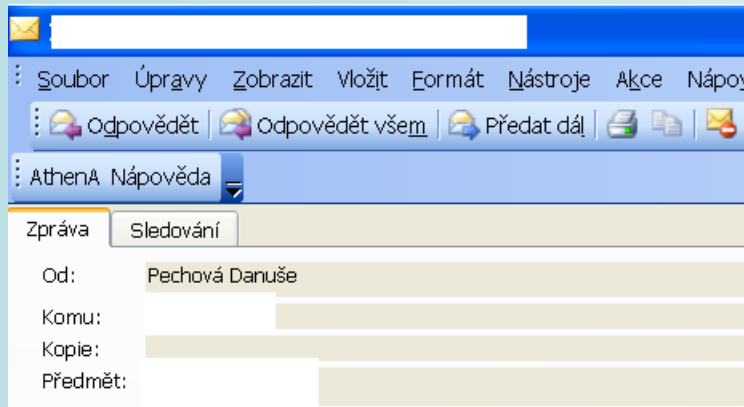 Soubor Úpravy Zobrazit Vložit Formát Nástroje Akce Nápov
Odpovědět Odpovědět všem Předat dál
AthenA Nápověda
Zpráva Sledování
Od: Pechová Danuše
Komu:
Kopie:
Předmět: